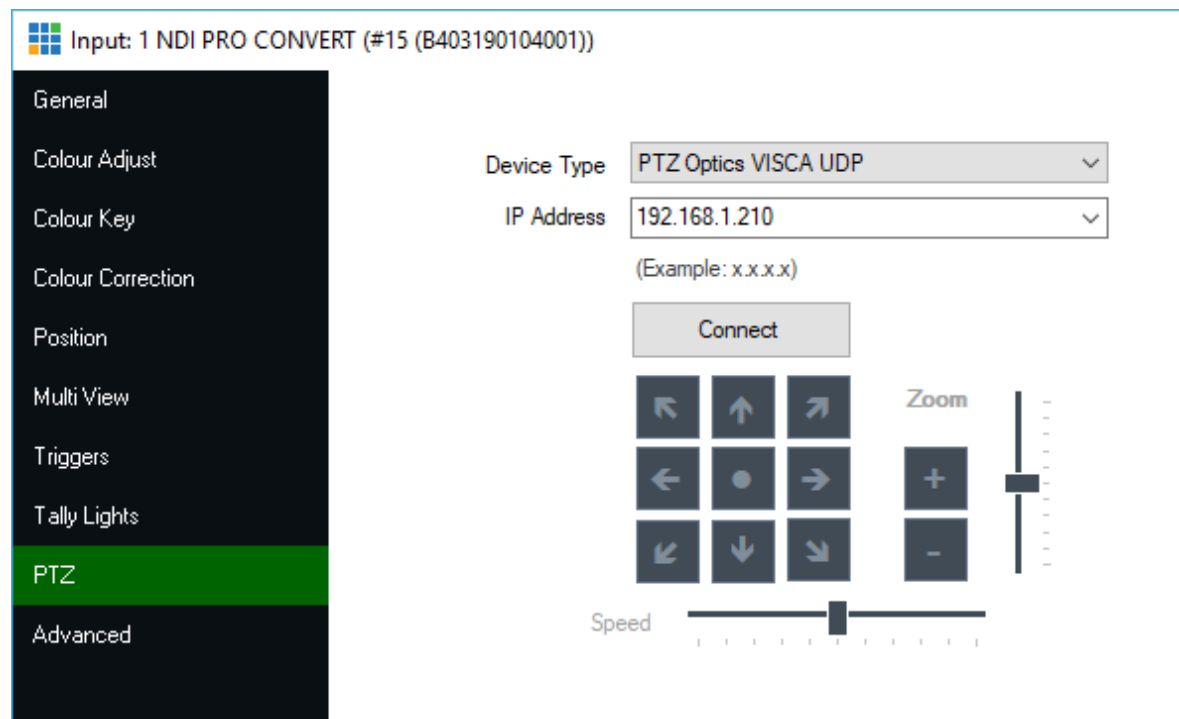 Input: 1 NDI PRO CONVERT (#15 (B403190104001))
General
Colour Adjust
Colour Key
Colour Correction
Position
Multi View
Triggers
Tally Lights
PTZ
Advanced
Device Type PTZ Optics VISCA UDP
IP Address 192.168.1.210
(Example: x.x.x.x)
Connect
Zoom
+
-
Speed